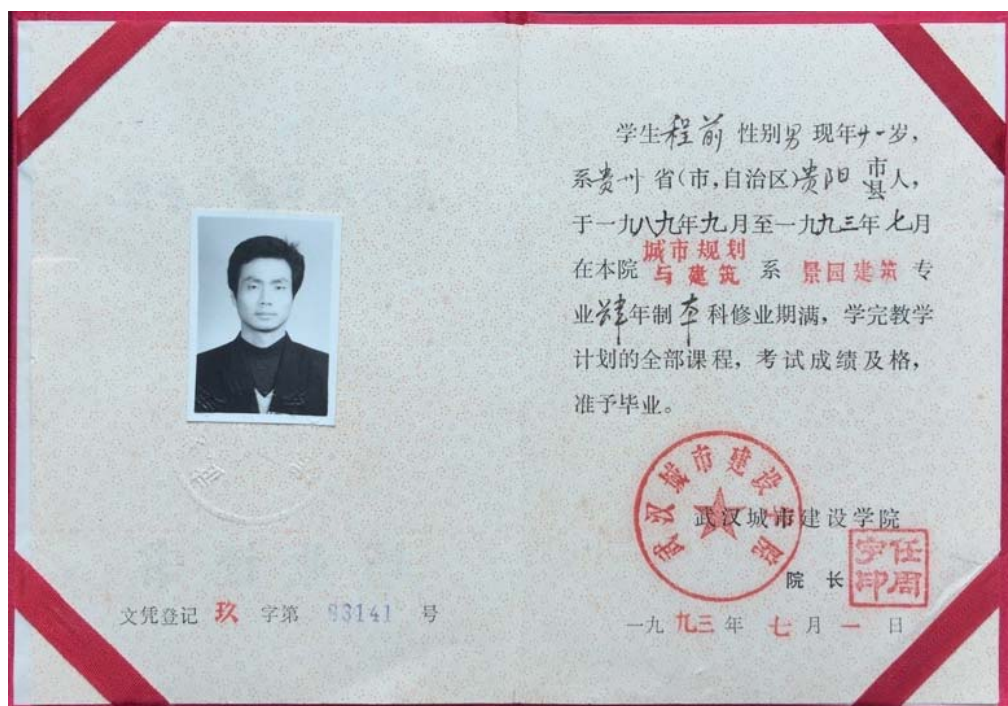 学生程前 性别男 现年廿一岁,
系贵州 省(市,自治区)贵阳 市县人,
于一九八九年九月至一九九三年七月
在本院 城市规划与建筑 系 景园建筑 专
业肆年制 本 科修业期满, 学完教学
计划的全部课程, 考试成绩及格,
准予毕业。
武汉城市建设学院
武汉城市建设学院
院 长
任周宇印
一九九三年 七 月 一 日
文凭登记 玖 字第 93141 号